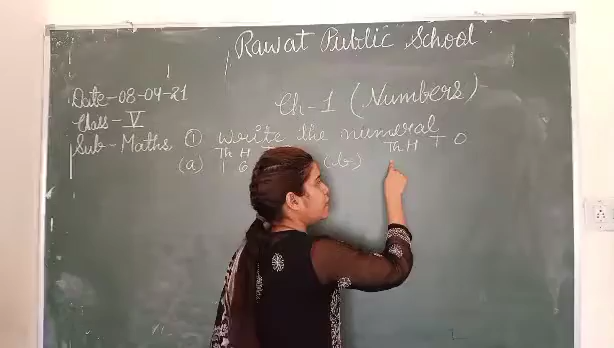 Rawat Public School
Date-08-04-21
Ch-1 (Numbers)
Class-V
Sub-Maths
① Write the numeral
Th H Th H T O
(a) 1 6 (b)